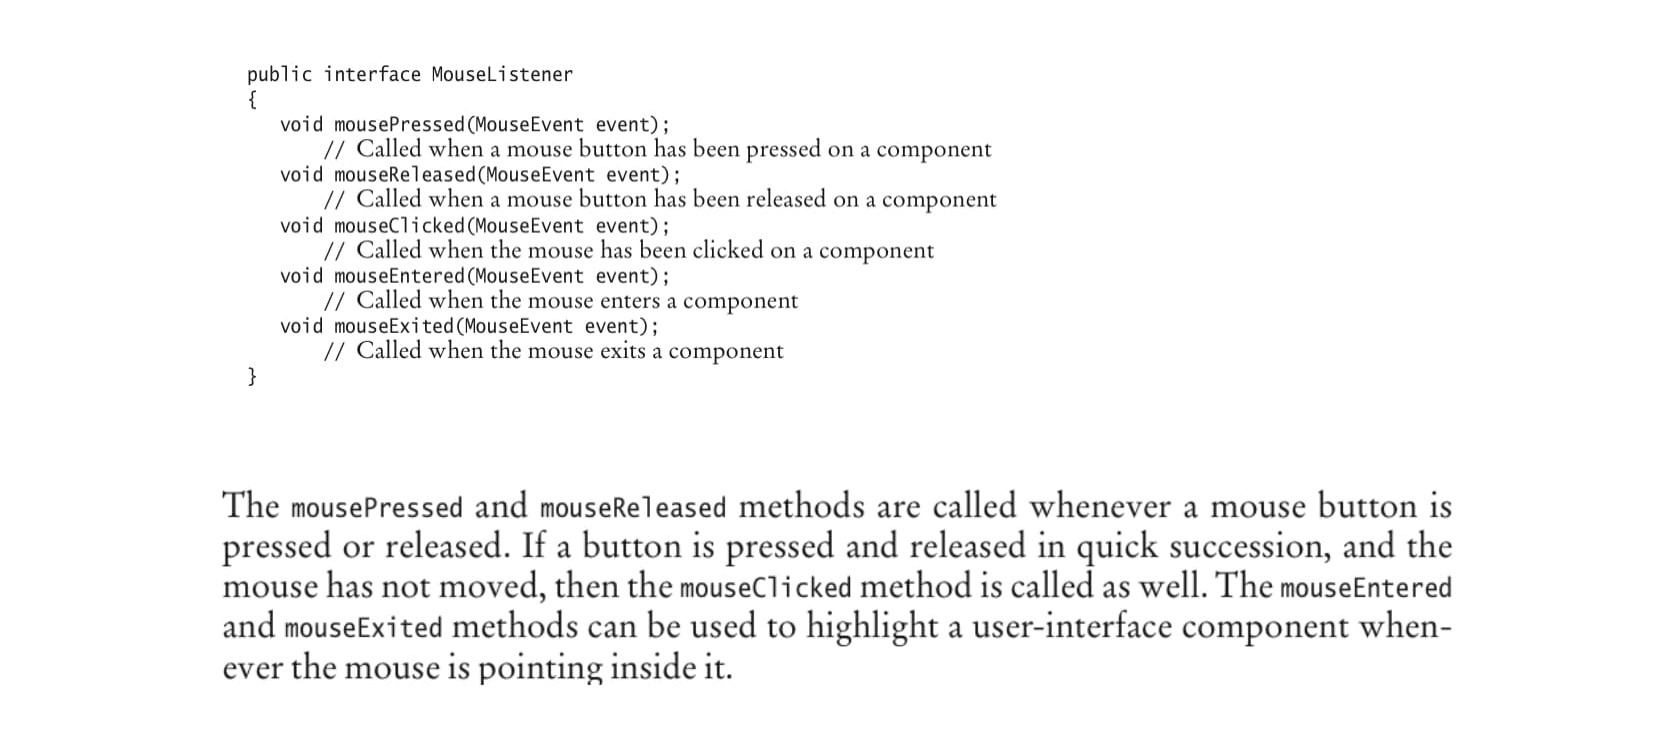 public interface MouseListener
{
void mousePressed(MouseEvent event);
// Called when a mouse button has been pressed on a component
void mouseReleased(MouseEvent event);
// Called when a mouse button has been released on a component
void mouseClicked(MouseEvent event);
// Called when the mouse has been clicked on a component
void mouseEntered(MouseEvent event);
// Called when the mouse enters a component
void mouseExited(MouseEvent event);
// Called when the mouse exits a component
}
The mousePressed and mouseReleased methods are called whenever a mouse button is
pressed or released. If a button is pressed and released in quick succession, and the
mouse has not moved, then the mouseClicked method is called as well. The mouseEntered
and mouseExited methods can be used to highlight a user-interface component when-
ever the mouse is pointing inside it.